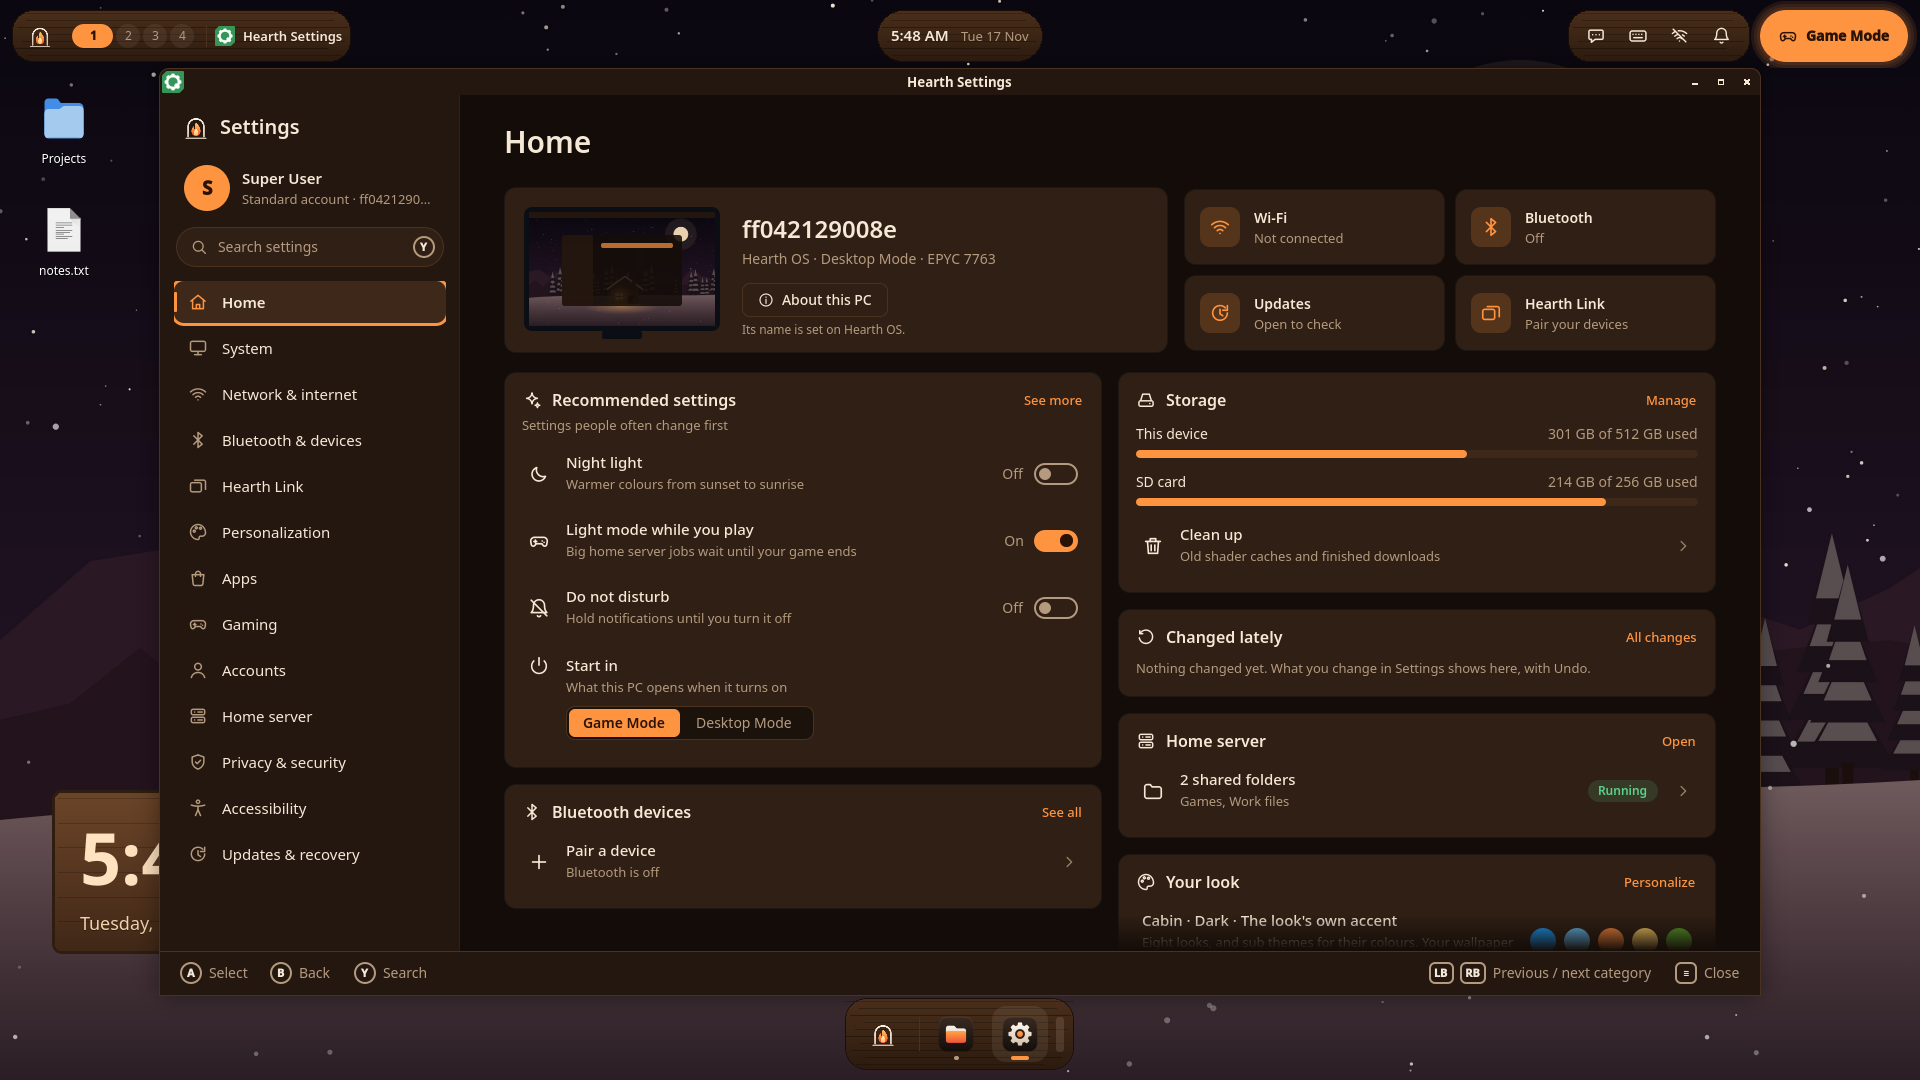 1 2 3 4 Hearth Settings
5:48 AM Tue 17 Nov
Game Mode
Hearth Settings
Projects
notes.txt
5:4
Tuesday,
Settings
S
Super User
Standard account · ff0421290...
Search settings Y
Home
System
Network & internet
Bluetooth & devices
Hearth Link
Personalization
Apps
Gaming
Accounts
Home server
Privacy & security
Accessibility
Updates & recovery
Home
ff042129008e
Hearth OS · Desktop Mode · EPYC 7763
About this PC
Its name is set on Hearth OS.
Wi-Fi
Not connected
Bluetooth
Off
Updates
Open to check
Hearth Link
Pair your devices
Recommended settings See more
Settings people often change first
Night light
Warmer colours from sunset to sunrise
Off
Light mode while you play
Big home server jobs wait until your game ends
On
Do not disturb
Hold notifications until you turn it off
Off
Start in
What this PC opens when it turns on
Game Mode Desktop Mode
Bluetooth devices See all
Pair a device
Bluetooth is off
Storage Manage
This device 301 GB of 512 GB used
SD card 214 GB of 256 GB used
Clean up
Old shader caches and finished downloads
Changed lately All changes
Nothing changed yet. What you change in Settings shows here, with Undo.
Home server Open
2 shared folders
Games, Work files
Running
Your look Personalize
Cabin · Dark · The look's own accent
Eight looks, and sub themes for their colours. Your wallpaper
A Select B Back Y Search
LB RB Previous / next category Close